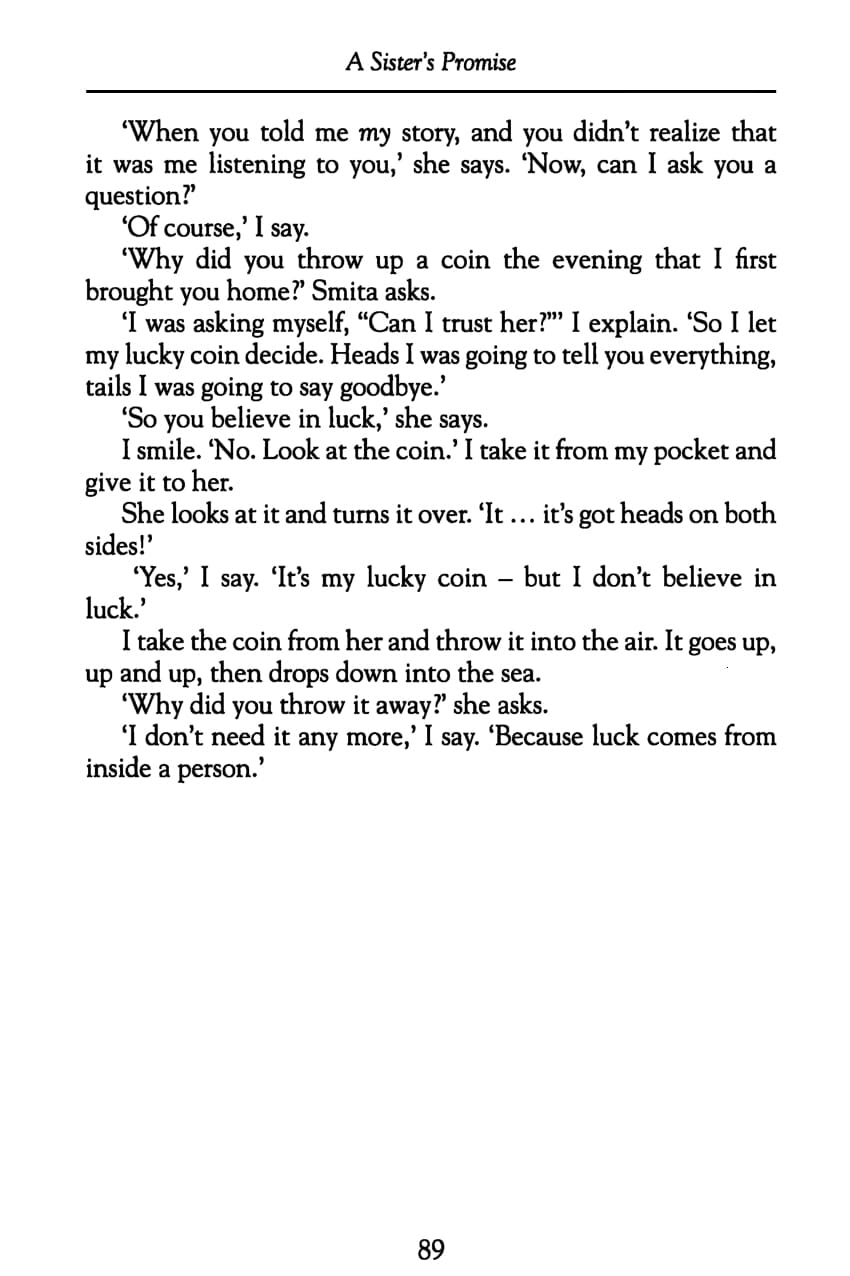 A Sister's Promise
‘When you told me my story, and you didn’t realize that
it was me listening to you,’ she says. ‘Now, can I ask you a
question?’
‘Of course,’ I say.
‘Why did you throw up a coin the evening that I first
brought you home?’ Smita asks.
‘I was asking myself, “Can I trust her?”’ I explain. ‘So I let
my lucky coin decide. Heads I was going to tell you everything,
tails I was going to say goodbye.’
‘So you believe in luck,’ she says.
I smile. ‘No. Look at the coin.’ I take it from my pocket and
give it to her.
She looks at it and turns it over. ‘It … it’s got heads on both
sides!’
‘Yes,’ I say. ‘It’s my lucky coin – but I don’t believe in
luck.’
I take the coin from her and throw it into the air. It goes up,
up and up, then drops down into the sea.
‘Why did you throw it away?’ she asks.
‘I don’t need it any more,’ I say. ‘Because luck comes from
inside a person.’
89